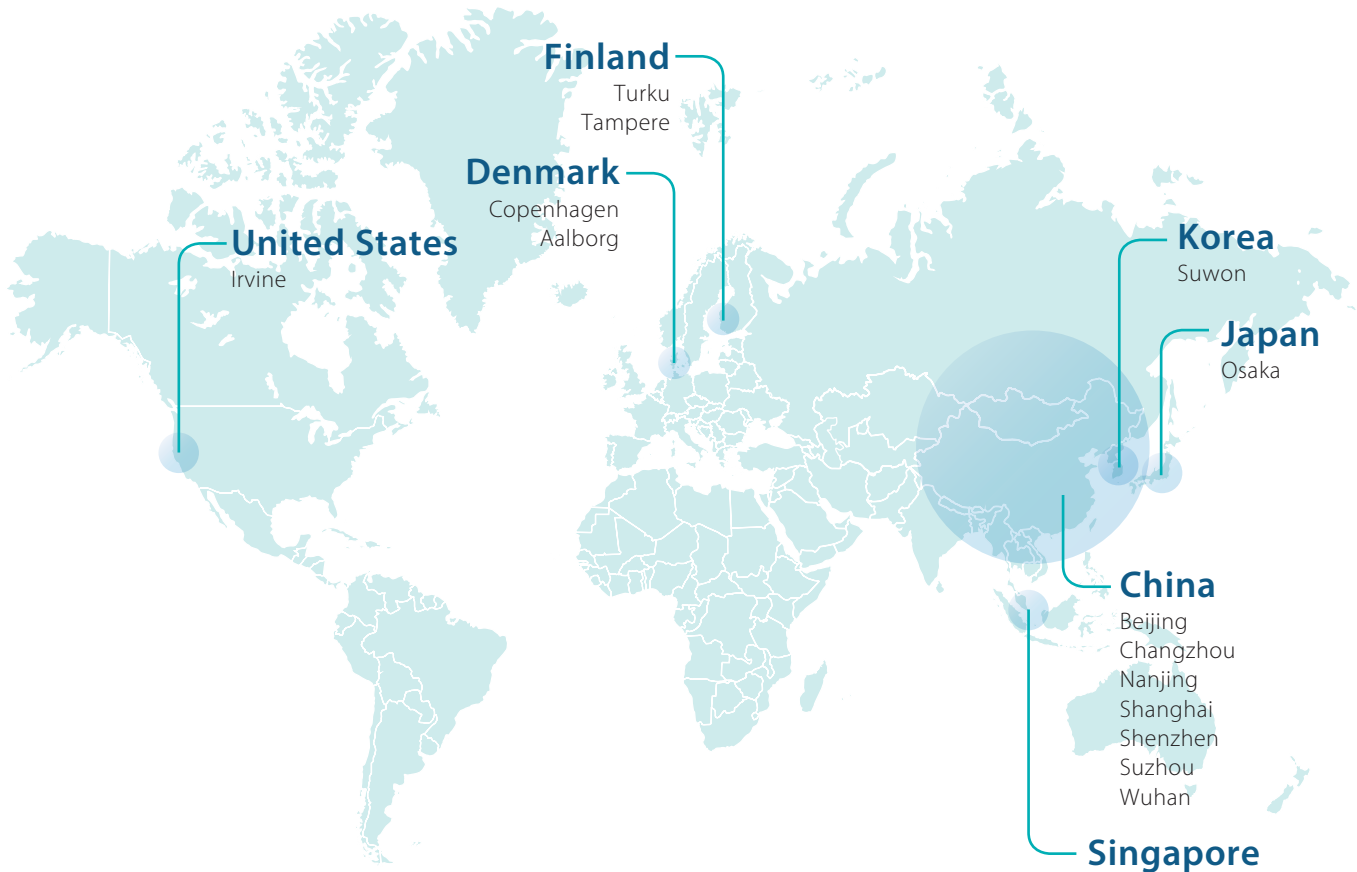 Finland
Turku
Tampere
Denmark
Copenhagen
Aalborg
United States
Irvine
Korea
Suwon
Japan
Osaka
China
Beijing
Changzhou
Nanjing
Shanghai
Shenzhen
Suzhou
Wuhan
Singapore